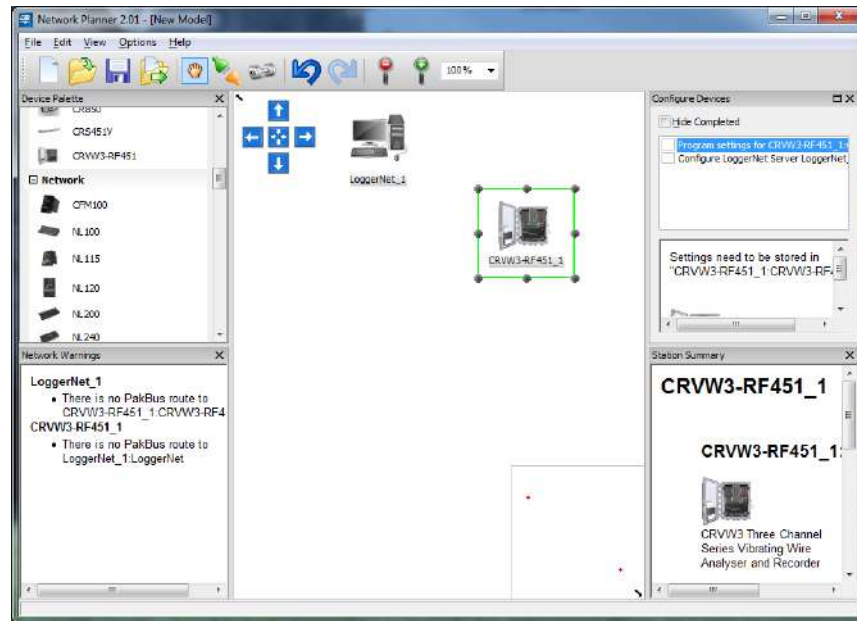 Network Planner 2.01 - [New Model]
File Edit View Options Help
100%
Device Palette
CR850
CRS451V
CRVW3-RF451
Network
CFM100
NL100
NL115
NL120
NL200
NL240
Network Warnings
LoggerNet_1
There is no PakBus route to
CRVW3-RF451_1:CRVW3-RF4
CRVW3-RF451_1
There is no PakBus route to
LoggerNet_1:LoggerNet
LoggerNet_1
CRVW3-RF451_1
Configure Devices
Hide Completed
Program settings for CRVW3-RF451_1:
Configure LoggerNet Server LoggerNet_
Settings need to be stored in
"CRVW3-RF451_1:CRVW3-RF4
Station Summary
CRVW3-RF451_1
CRVW3-RF451_1:
CRVW3 Three Channel
Series Vibrating Wire
Analyser and Recorder